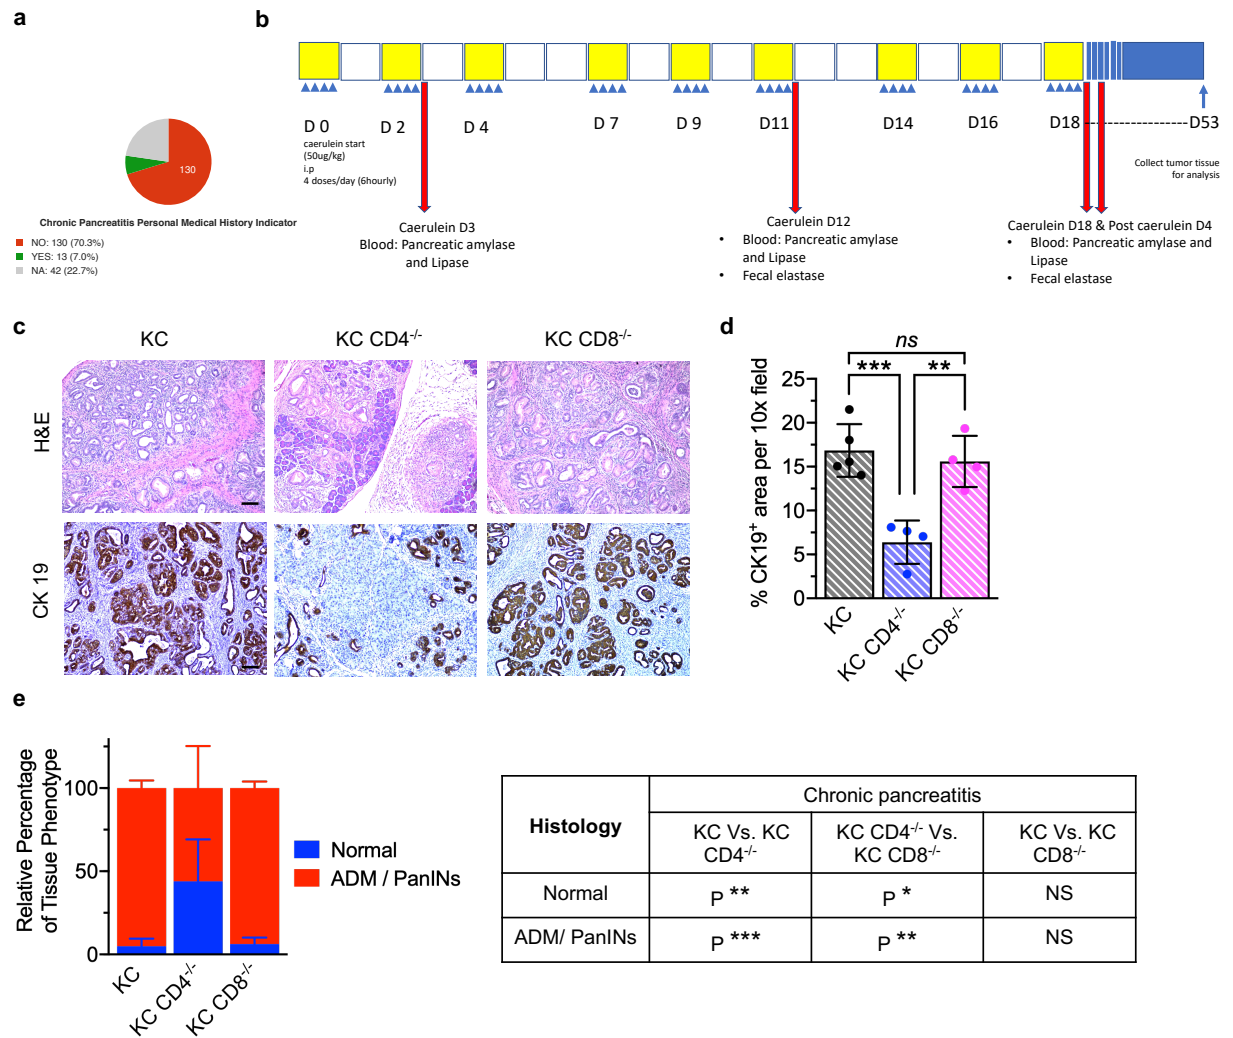 a
130
Chronic Pancreatitis Personal Medical History Indicator
NO: 130 (70.3%)
YES: 13 (7.0%)
NA: 42 (22.7%)
b
D 0
D 2
D 4
D 7
D 9
D11
D14
D16
D18
D53
caerulein start
(50ug/kg)
i.p
4 doses/day (6hourly)
Collect tumor tissue
for analysis
Caerulein D3
Blood: Pancreatic amylase
and Lipase
Caerulein D12
• Blood: Pancreatic amylase
and Lipase
• Fecal elastase
Caerulein D18 & Post caerulein D4
• Blood: Pancreatic amylase and
Lipase
• Fecal elastase
c
KC
KC CD4-/-
KC CD8-/-
H&E
CK 19
d
% CK19+ area per 10x field
25
20
15
10
5
0
ns
***
**
KC
KC CD4-/-
KC CD8-/-
e
Relative Percentage
of Tissue Phenotype
100
50
0
KC
KC CD4-/-
KC CD8-/-
Normal
ADM / PanINs
Histology
Chronic pancreatitis
KC Vs. KC
CD4-/-
KC CD4-/- Vs.
KC CD8-/-
KC Vs. KC
CD8-/-
Normal
P **
P *
NS
ADM/ PanINs
P ***
P **
NS